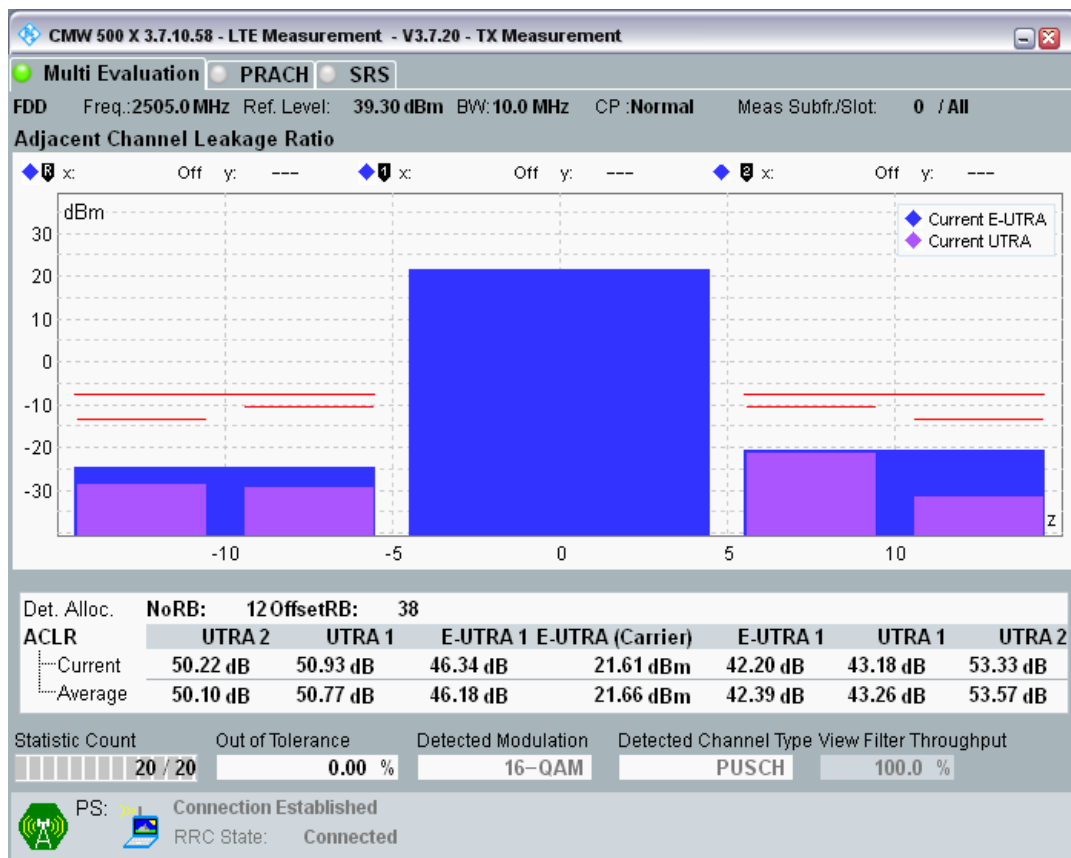 CMW 500 X 3.7.10.58 - LTE Measurement - V3.7.20 - TX Measurement
Multi Evaluation PRACH SRS
FDD Freq.:2505.0 MHz Ref. Level: 39.30 dBm BW:10.0 MHz CP :Normal Meas Subfr./Slot: 0 / All
Adjacent Channel Leakage Ratio
R x: Off y: --- 1 x: Off y: --- 2 x: Off y: ---
dBm
Current E-UTRA
Current UTRA
30
20
10
0
-10
-20
-30
z
-10 -5 0 5 10
Det. Alloc. NoRB: 12 OffsetRB: 38
ACLR UTRA 2 UTRA 1 E-UTRA 1 E-UTRA (Carrier) E-UTRA 1 UTRA 1 UTRA 2
Current 50.22 dB 50.93 dB 46.34 dB 21.61 dBm 42.20 dB 43.18 dB 53.33 dB
Average 50.10 dB 50.77 dB 46.18 dB 21.66 dBm 42.39 dB 43.26 dB 53.57 dB
Statistic Count Out of Tolerance Detected Modulation Detected Channel Type View Filter Throughput
20 / 20 0.00 % 16-QAM PUSCH 100.0 %
PS: Connection Established
RRC State: Connected